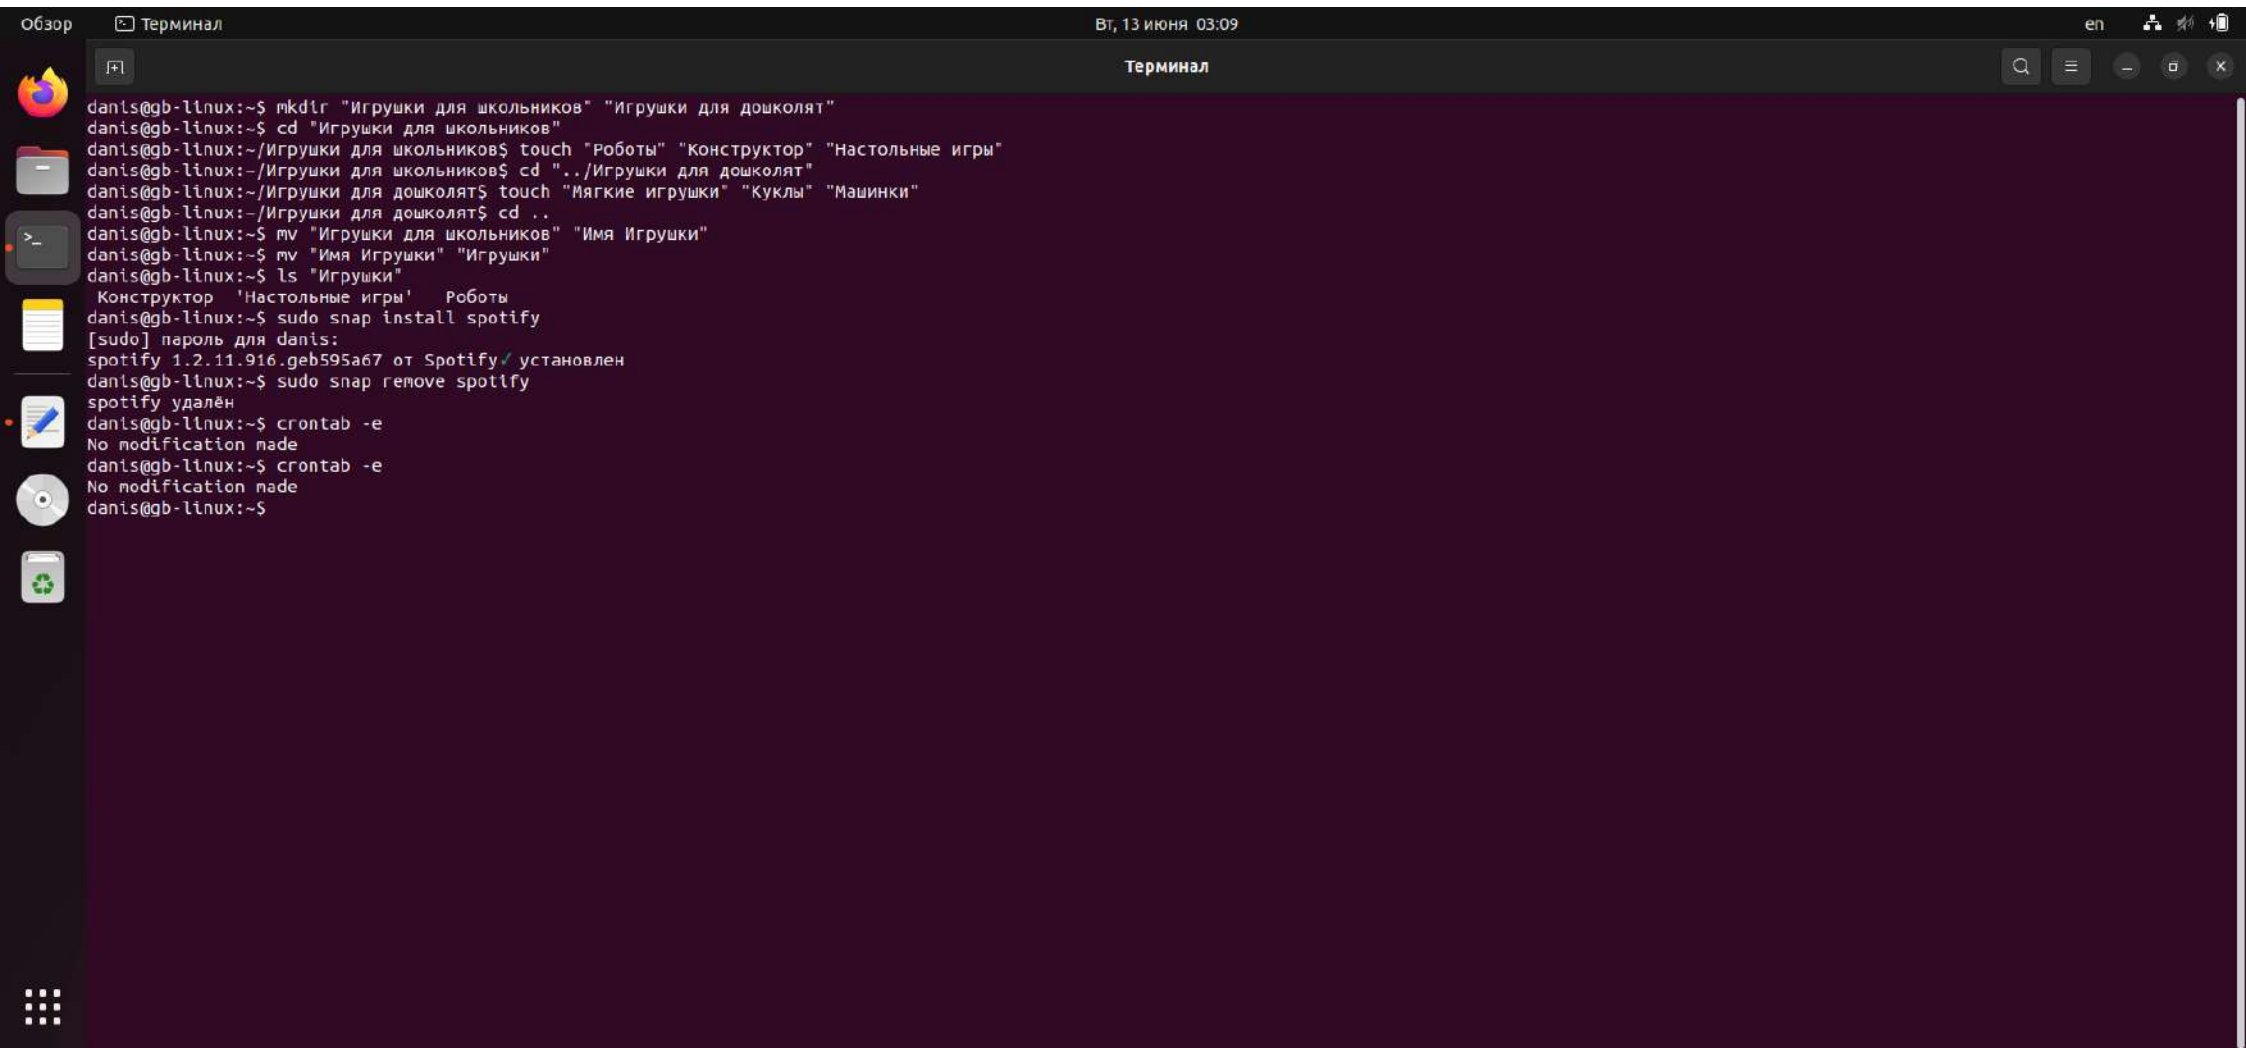 Обзор
Терминал
Вт, 13 июня 03:09
en
Терминал
danis@gb-linux:~$ mkdir "Игрушки для школьников" "Игрушки для дошколят"
danis@gb-linux:~$ cd "Игрушки для школьников"
danis@gb-linux:~/Игрушки для школьников$ touch "Роботы" "Конструктор" "Настольные игры"
danis@gb-linux:~/Игрушки для школьников$ cd "../Игрушки для дошколят"
danis@gb-linux:~/Игрушки для дошколят$ touch "Мягкие игрушки" "Куклы" "Машинки"
danis@gb-linux:~/Игрушки для дошколят$ cd ..
danis@gb-linux:~$ mv "Игрушки для школьников" "Имя Игрушки"
danis@gb-linux:~$ mv "Имя Игрушки" "Игрушки"
danis@gb-linux:~$ ls "Игрушки"
Конструктор 'Настольные игры' Роботы
danis@gb-linux:~$ sudo snap install spotify
[sudo] пароль для danis:
spotify 1.2.11.916.geb595a67 от Spotify✓ установлен
danis@gb-linux:~$ sudo snap remove spotify
spotify удалён
danis@gb-linux:~$ crontab -e
No modification made
danis@gb-linux:~$ crontab -e
No modification made
danis@gb-linux:~$